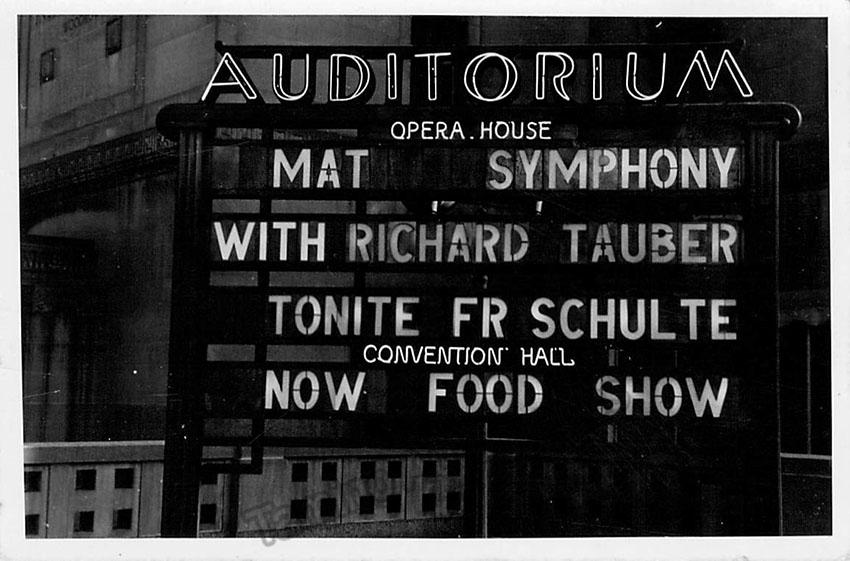 AUDITORIUM
OPERA . HOUSE
MAT SYMPHONY
WITH RICHARD TAUBER
TONITE FR SCHULTE
CONVENTION HALL
NOW FOOD SHOW